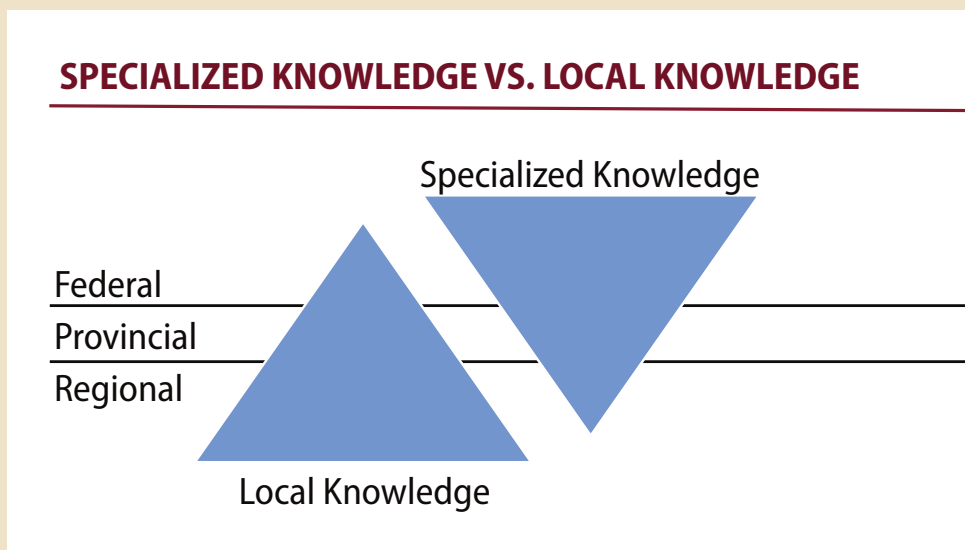 SPECIALIZED KNOWLEDGE VS. LOCAL KNOWLEDGE
Specialized Knowledge
Federal
Provincial
Regional
Local Knowledge